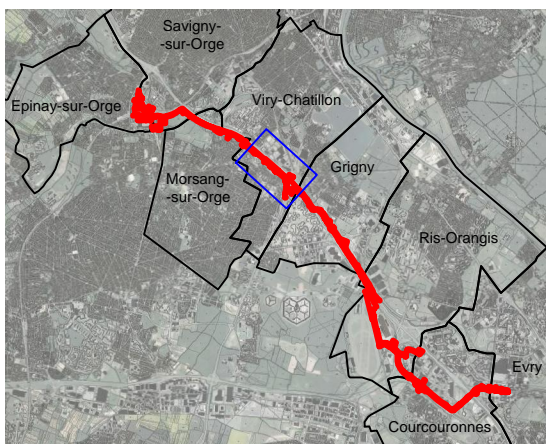 Savigny-
-sur-Orge
Epinay-sur-Orge
Viry-Chatillon
Grigny
Morsang-
-sur-Orge
Ris-Orangis
Evry
Courcouronnes